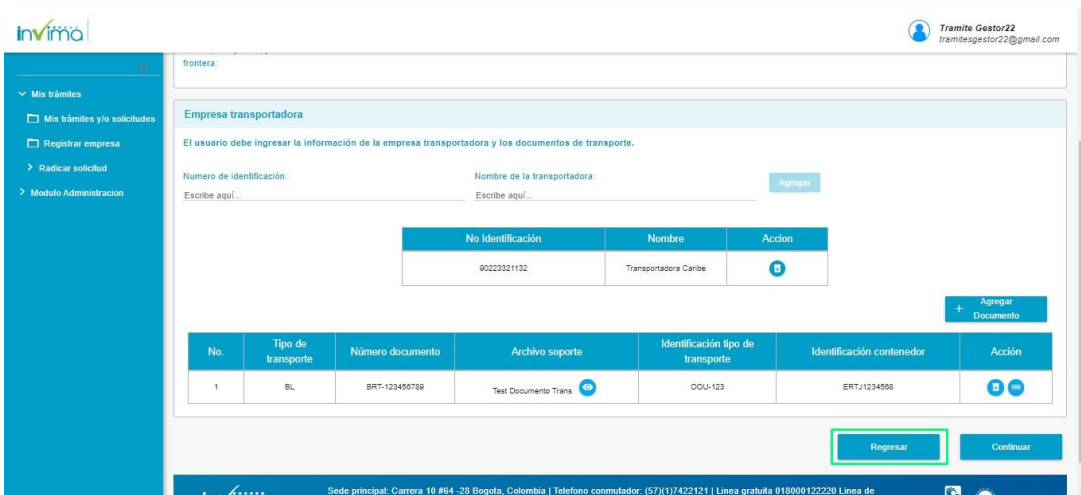 invima
Tramite Gestor22
tramitesgestor22@gmail.com
frontera:
Mis trámites
Mis trámites y/o solicitudes
Registrar empresa
Radicar solicitud
Modulo Administracion
Empresa transportadora
El usuario debe ingresar la información de la empresa transportadora y los documentos de transporte.
Numero de identificación:
Nombre de la transportadora:
Escribe aquí...
Escribe aquí...
Agregar
No Identificación Nombre Accion
90223321132 Transportadora Caribe
+ Agregar
Documento
No. Tipo de transporte Número documento Archivo soporte Identificación tipo de transporte Identificación contenedor Acción
1 BL BRT-123456789 Test Documento Trans OOU-123 ERTJ1234568
Regresar
Continuar
Sede principal: Carrera 10 #64 -28 Bogota, Colombia | Telefono conmutador: (57)(1)7422121 | Linea gratuita 018000122220 Linea de